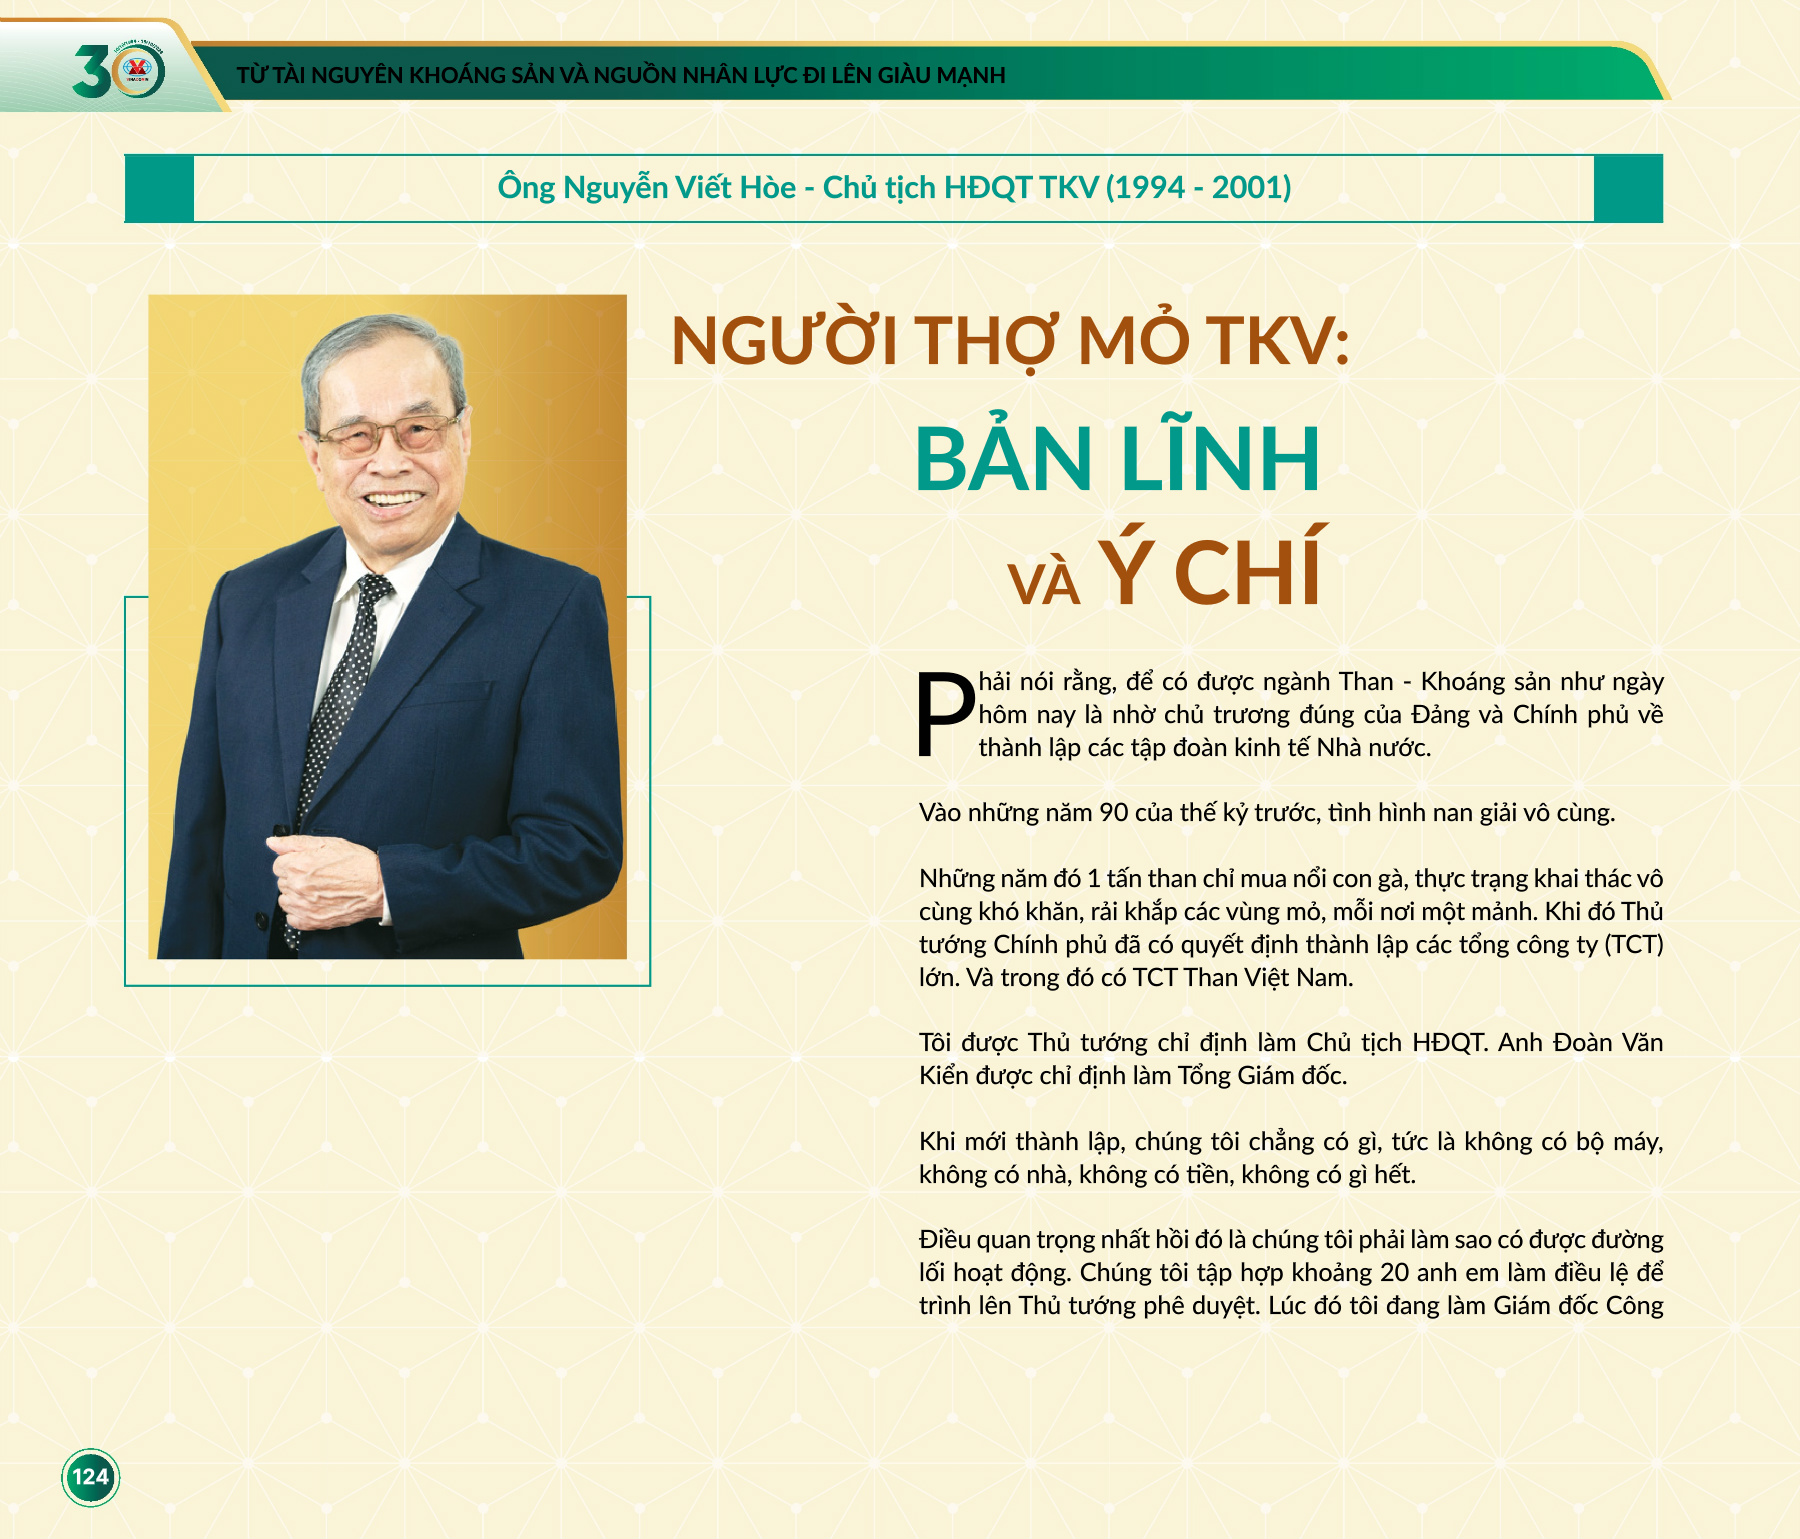 30
VINACOMIN
TỪ TÀI NGUYÊN KHOÁNG SẢN VÀ NGUỒN NHÂN LỰC ĐI LÊN GIÀU MẠNH
Ông Nguyễn Viết Hòe - Chủ tịch HĐQT TKV (1994 - 2001)
NGƯỜI THỢ MỎ TKV:
BẢN LĨNH
VÀ Ý CHÍ
Phải nói rằng, để có được ngành Than - Khoáng sản như ngày
hôm nay là nhờ chủ trương đúng của Đảng và Chính phủ về
thành lập các tập đoàn kinh tế Nhà nước.
Vào những năm 90 của thế kỷ trước, tình hình nan giải vô cùng.
Những năm đó 1 tấn than chỉ mua nổi con gà, thực trạng khai thác vô
cùng khó khăn, rải khắp các vùng mỏ, mỗi nơi một mảnh. Khi đó Thủ
tướng Chính phủ đã có quyết định thành lập các tổng công ty (TCT)
lớn. Và trong đó có TCT Than Việt Nam.
Tôi được Thủ tướng chỉ định làm Chủ tịch HĐQT. Anh Đoàn Văn
Kiển được chỉ định làm Tổng Giám đốc.
Khi mới thành lập, chúng tôi chẳng có gì, tức là không có bộ máy,
không có nhà, không có tiền, không có gì hết.
Điều quan trọng nhất hồi đó là chúng tôi phải làm sao có được đường
lối hoạt động. Chúng tôi tập hợp khoảng 20 anh em làm điều lệ để
trình lên Thủ tướng phê duyệt. Lúc đó tôi đang làm Giám đốc Công
124